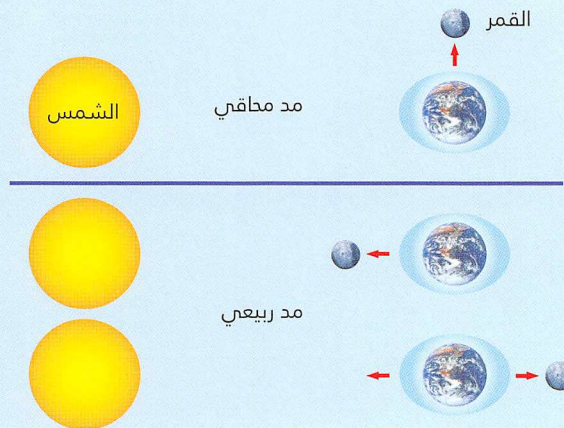 القمر
مد محاقي
الشمس
مد ربيعي